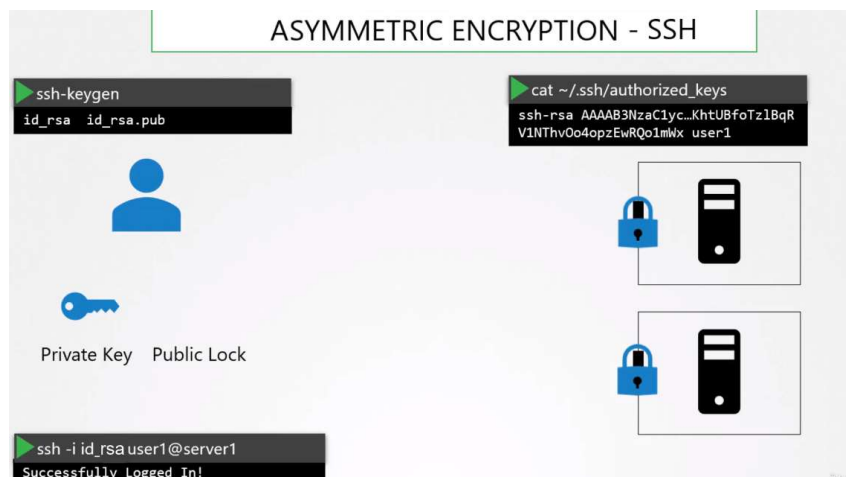 ASYMMETRIC ENCRYPTION - SSH
ssh-keygen
id_rsa id_rsa.pub
cat ~/.ssh/authorized_keys
ssh-rsa AAAAB3NzaC1yc…KhtUBfoTzlBqR
V1NThvOo4opzEwRQo1mWx user1
Private Key Public Lock
ssh -i id_rsa user1@server1
Successfully Logged In!